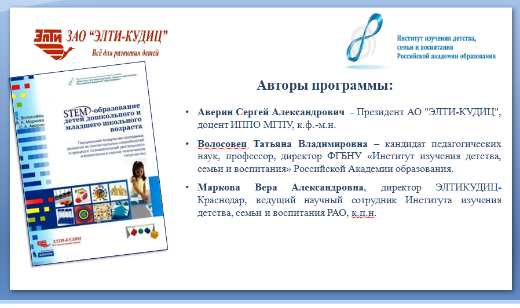 ЗАО "ЭЛТИ-КУДИЦ"
Всё для развития детей
Институт изучения детства,
семьи и воспитания
Российской академии образования
ЭЛТИ
STEM-образование
детей дошкольного и
младшего школьного
возраста
ЭЛТИ-КУДИЦ
Авторы программы:
• Аверин Сергей Александрович - Президент АО "ЭЛТИ-КУДИЦ",
доцент ИППО МГПУ, к.ф.-м.н.
• Волосовец Татьяна Владимировна – кандидат педагогических
наук, профессор, директор ФГБНУ «Институт изучения детства,
семьи и воспитания» Российской Академии образования.
• Маркова Вера Александровна, директор ЭЛТИКУДИЦ-
Краснодар, ведущий научный сотрудник Института изучения
детства, семьи и воспитания РАО, к.п.н.